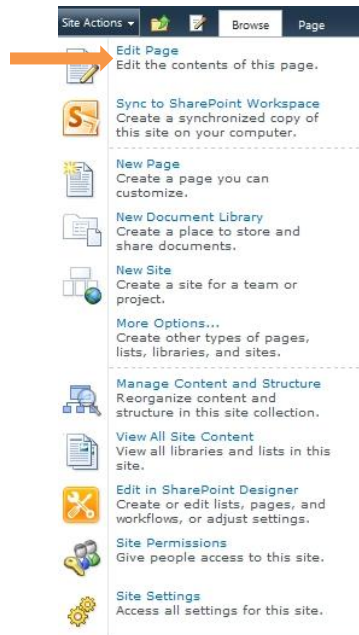 Site Actions Browse Page
Edit Page
Edit the contents of this page.
Sync to SharePoint Workspace
Create a synchronized copy of
this site on your computer.
New Page
Create a page you can
customize.
New Document Library
Create a place to store and
share documents.
New Site
Create a site for a team or
project.
More Options...
Create other types of pages,
lists, libraries, and sites.
Manage Content and Structure
Reorganize content and
structure in this site collection.
View All Site Content
View all libraries and lists in this
site.
Edit in SharePoint Designer
Create or edit lists, pages, and
workflows, or adjust settings.
Site Permissions
Give people access to this site.
Site Settings
Access all settings for this site.